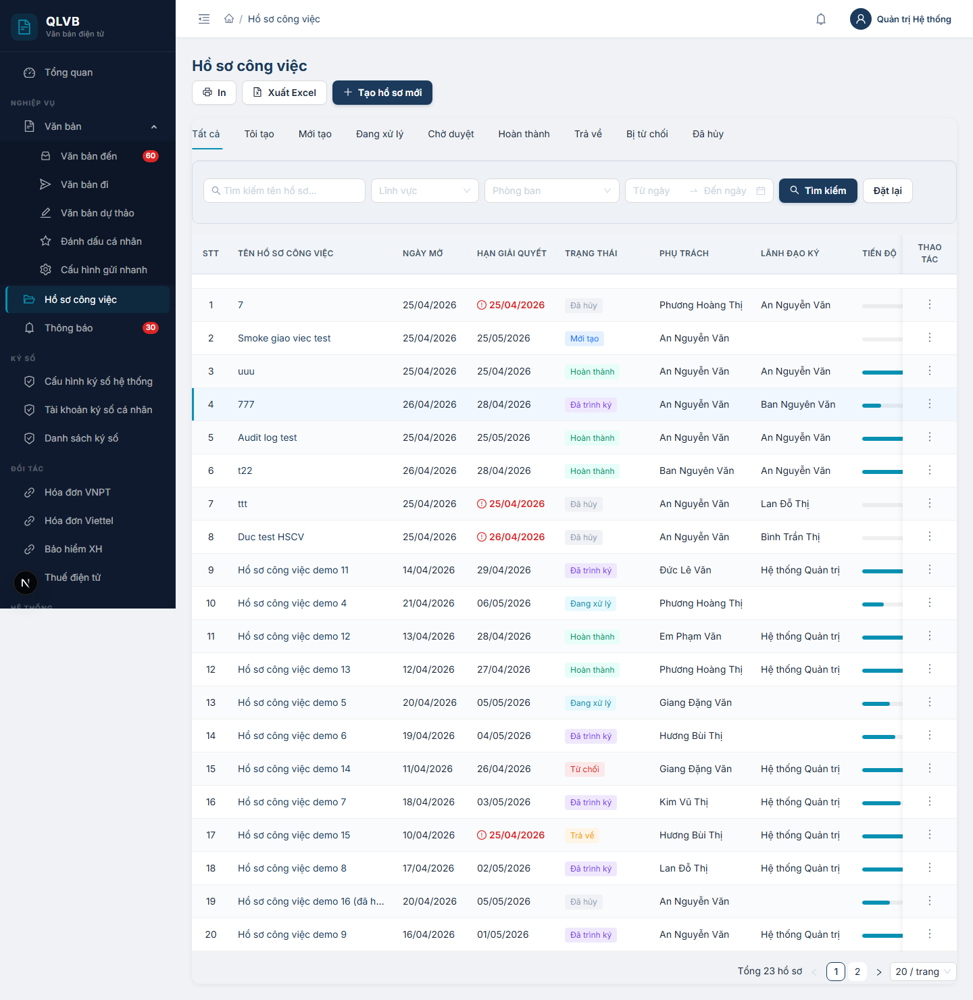 QLVB
Văn bản điện tử
Tổng quan
NGHIỆP VỤ
Văn bản
Văn bản đến 60
Văn bản đi
Văn bản dự thảo
Đánh dấu cá nhân
Cấu hình gửi nhanh
Hồ sơ công việc
Thông báo 30
KÝ SỐ
Cấu hình ký số hệ thống
Tài khoản ký số cá nhân
Danh sách ký số
ĐỐI TÁC
Hóa đơn VNPT
Hóa đơn Viettel
Bảo hiểm XH
N Thuế điện tử
HỆ THỐNG
/ Hồ sơ công việc
Quản trị Hệ thống
Hồ sơ công việc
In Xuất Excel Tạo hồ sơ mới
Tất cả Tôi tạo Mới tạo Đang xử lý Chờ duyệt Hoàn thành Trả về Bị từ chối Đã hủy
Tìm kiếm tên hồ sơ... Lĩnh vực Phòng ban Từ ngày → Đến ngày Tìm kiếm Đặt lại
STT TÊN HỒ SƠ CÔNG VIỆC NGÀY MỞ HẠN GIẢI QUYẾT TRẠNG THÁI PHỤ TRÁCH LÃNH ĐẠO KÝ TIẾN ĐỘ THAO TÁC
1 7 25/04/2026 25/04/2026 Đã hủy Phương Hoàng Thị An Nguyễn Văn
2 Smoke giao viec test 25/04/2026 25/05/2026 Mới tạo An Nguyễn Văn
3 uuu 25/04/2026 25/04/2026 Hoàn thành An Nguyễn Văn An Nguyễn Văn
4 777 26/04/2026 28/04/2026 Đã trình ký An Nguyễn Văn Ban Nguyên Văn
5 Audit log test 25/04/2026 25/05/2026 Hoàn thành An Nguyễn Văn An Nguyễn Văn
6 t22 26/04/2026 28/04/2026 Hoàn thành Ban Nguyên Văn An Nguyễn Văn
7 ttt 25/04/2026 25/04/2026 Đã hủy An Nguyễn Văn Lan Đỗ Thị
8 Duc test HSCV 25/04/2026 26/04/2026 Đã hủy An Nguyễn Văn Bình Trần Thị
9 Hồ sơ công việc demo 11 14/04/2026 29/04/2026 Đã trình ký Đức Lê Văn Hệ thống Quản trị
10 Hồ sơ công việc demo 4 21/04/2026 06/05/2026 Đang xử lý Phương Hoàng Thị
11 Hồ sơ công việc demo 12 13/04/2026 28/04/2026 Hoàn thành Em Phạm Văn Hệ thống Quản trị
12 Hồ sơ công việc demo 13 12/04/2026 27/04/2026 Hoàn thành Phương Hoàng Thị Hệ thống Quản trị
13 Hồ sơ công việc demo 5 20/04/2026 05/05/2026 Đang xử lý Giang Đặng Văn
14 Hồ sơ công việc demo 6 19/04/2026 04/05/2026 Đã trình ký Hương Bùi Thị
15 Hồ sơ công việc demo 14 11/04/2026 26/04/2026 Từ chối Giang Đặng Văn Hệ thống Quản trị
16 Hồ sơ công việc demo 7 18/04/2026 03/05/2026 Đã trình ký Kim Vũ Thị Hệ thống Quản trị
17 Hồ sơ công việc demo 15 10/04/2026 25/04/2026 Trả về Hương Bùi Thị Hệ thống Quản trị
18 Hồ sơ công việc demo 8 17/04/2026 02/05/2026 Đã trình ký Lan Đỗ Thị Hệ thống Quản trị
19 Hồ sơ công việc demo 16 (đã h... 20/04/2026 05/05/2026 Đã hủy An Nguyễn Văn
20 Hồ sơ công việc demo 9 16/04/2026 01/05/2026 Đã trình ký An Nguyễn Văn Hệ thống Quản trị
Tổng 23 hồ sơ < 1 2 > 20 / trang